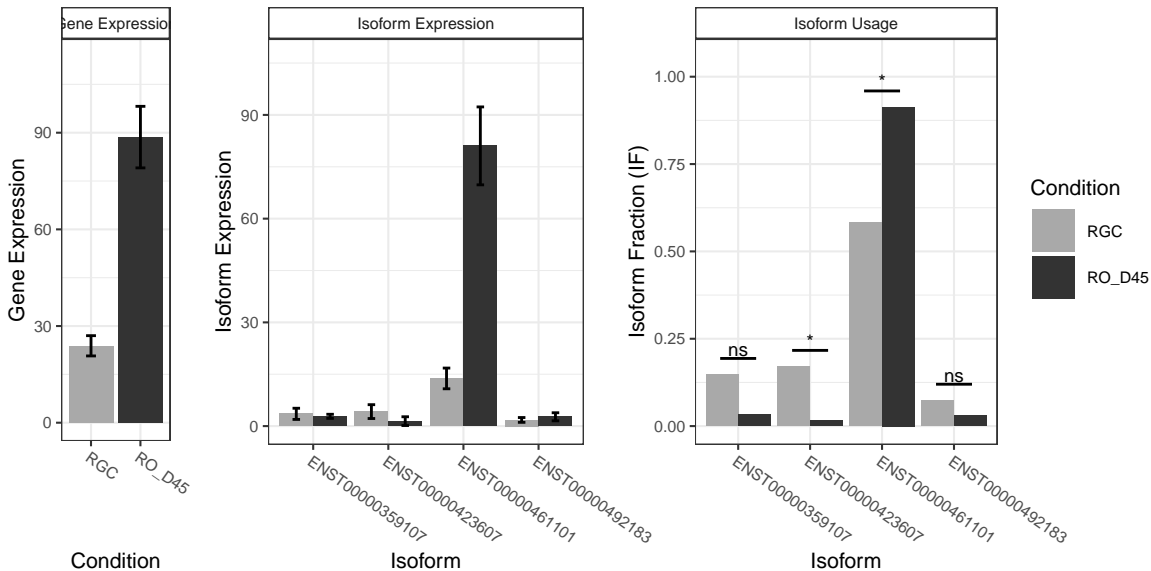 Gene Expression
Gene Expression
90
60
30
0
RGC
RO_D45
Condition
Isoform Expression
Isoform Expression
90
60
30
0
ENST00000359107
ENST00000423607
ENST00000461101
ENST00000492183
Isoform
Isoform Usage
Isoform Fraction (IF)
1.00
0.75
0.50
0.25
0.00
ns
*
*
ns
ENST00000359107
ENST00000423607
ENST00000461101
ENST00000492183
Isoform
Condition
RGC
RO_D45